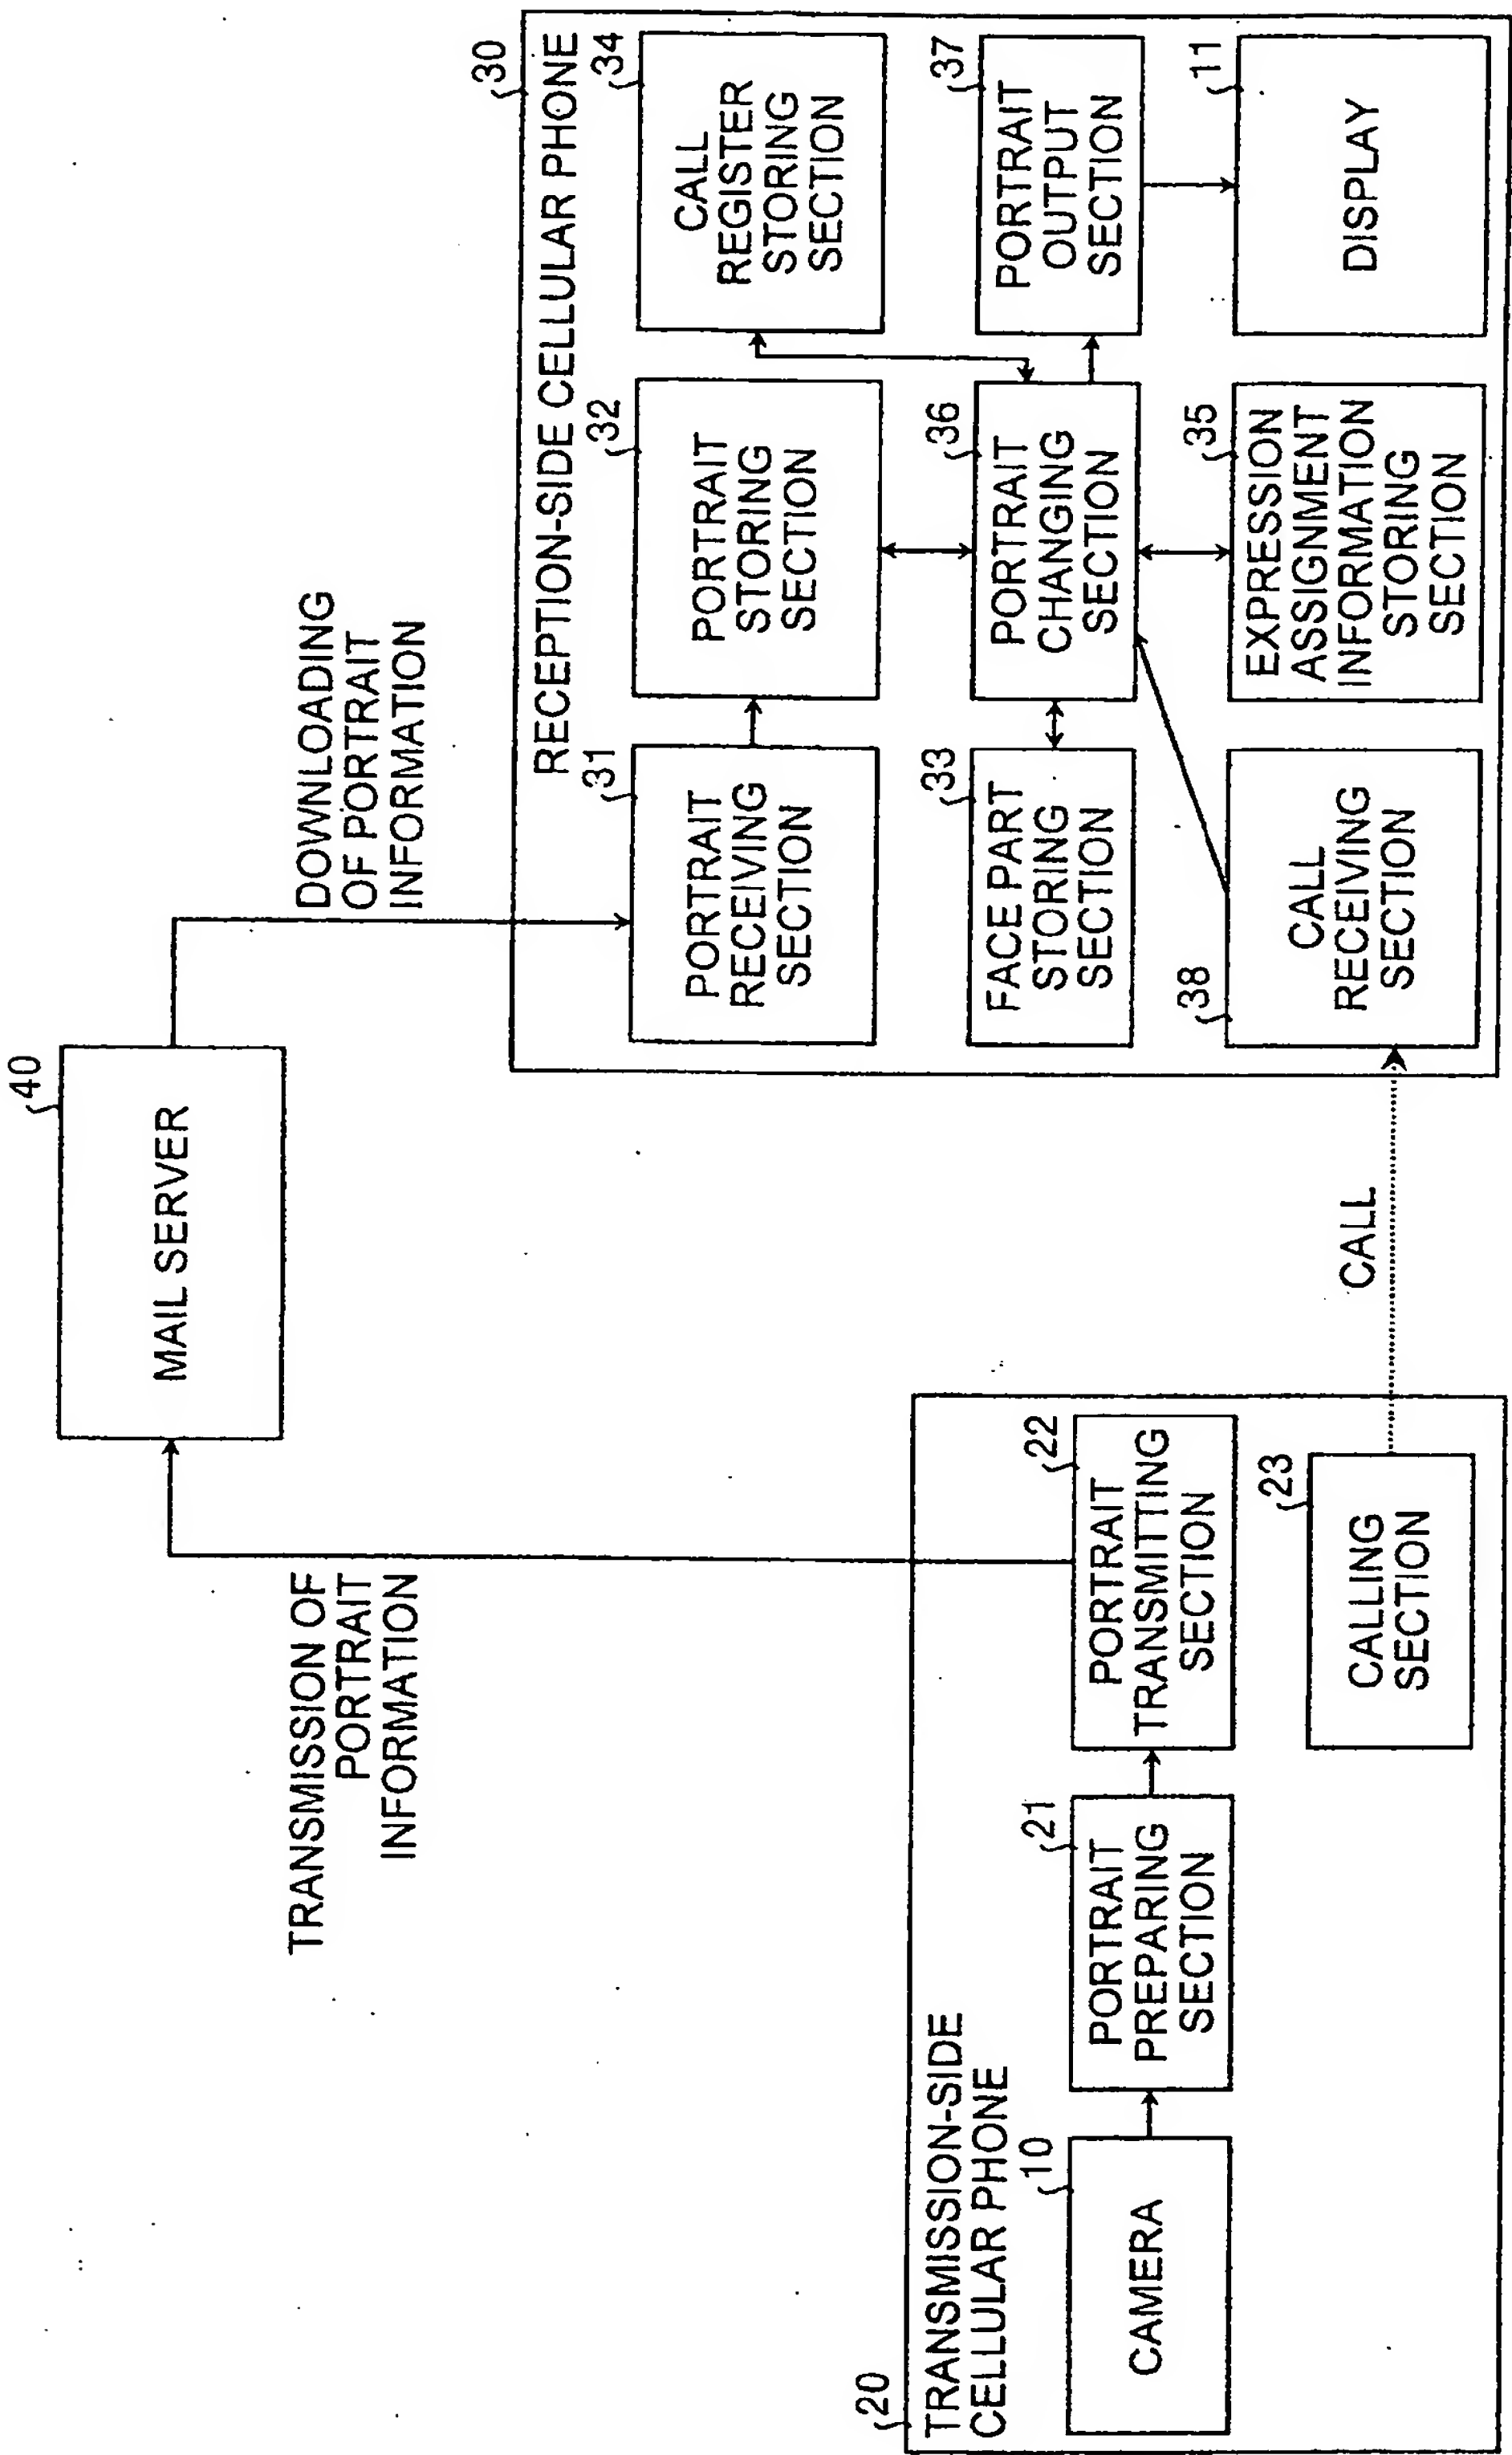 40
MAIL SERVER
TRANSMISSION OF
PORTRAIT
INFORMATION
DOWNLOADING
OF PORTRAIT
INFORMATION
20
TRANSMISSION-SIDE
CELLULAR PHONE
10
CAMERA
21
PORTRAIT
PREPARING
SECTION
22
PORTRAIT
TRANSMITTING
SECTION
23
CALLING
SECTION
CALL
30
RECEPTION-SIDE CELLULAR PHONE
31
PORTRAIT
RECEIVING
SECTION
32
PORTRAIT
STORING
SECTION
34
CALL
REGISTER
STORING
SECTION
33
FACE PART
STORING
SECTION
36
PORTRAIT
CHANGING
SECTION
37
PORTRAIT
OUTPUT
SECTION
38
CALL
RECEIVING
SECTION
35
EXPRESSION
ASSIGNMENT
INFORMATION
STORING
SECTION
11
DISPLAY